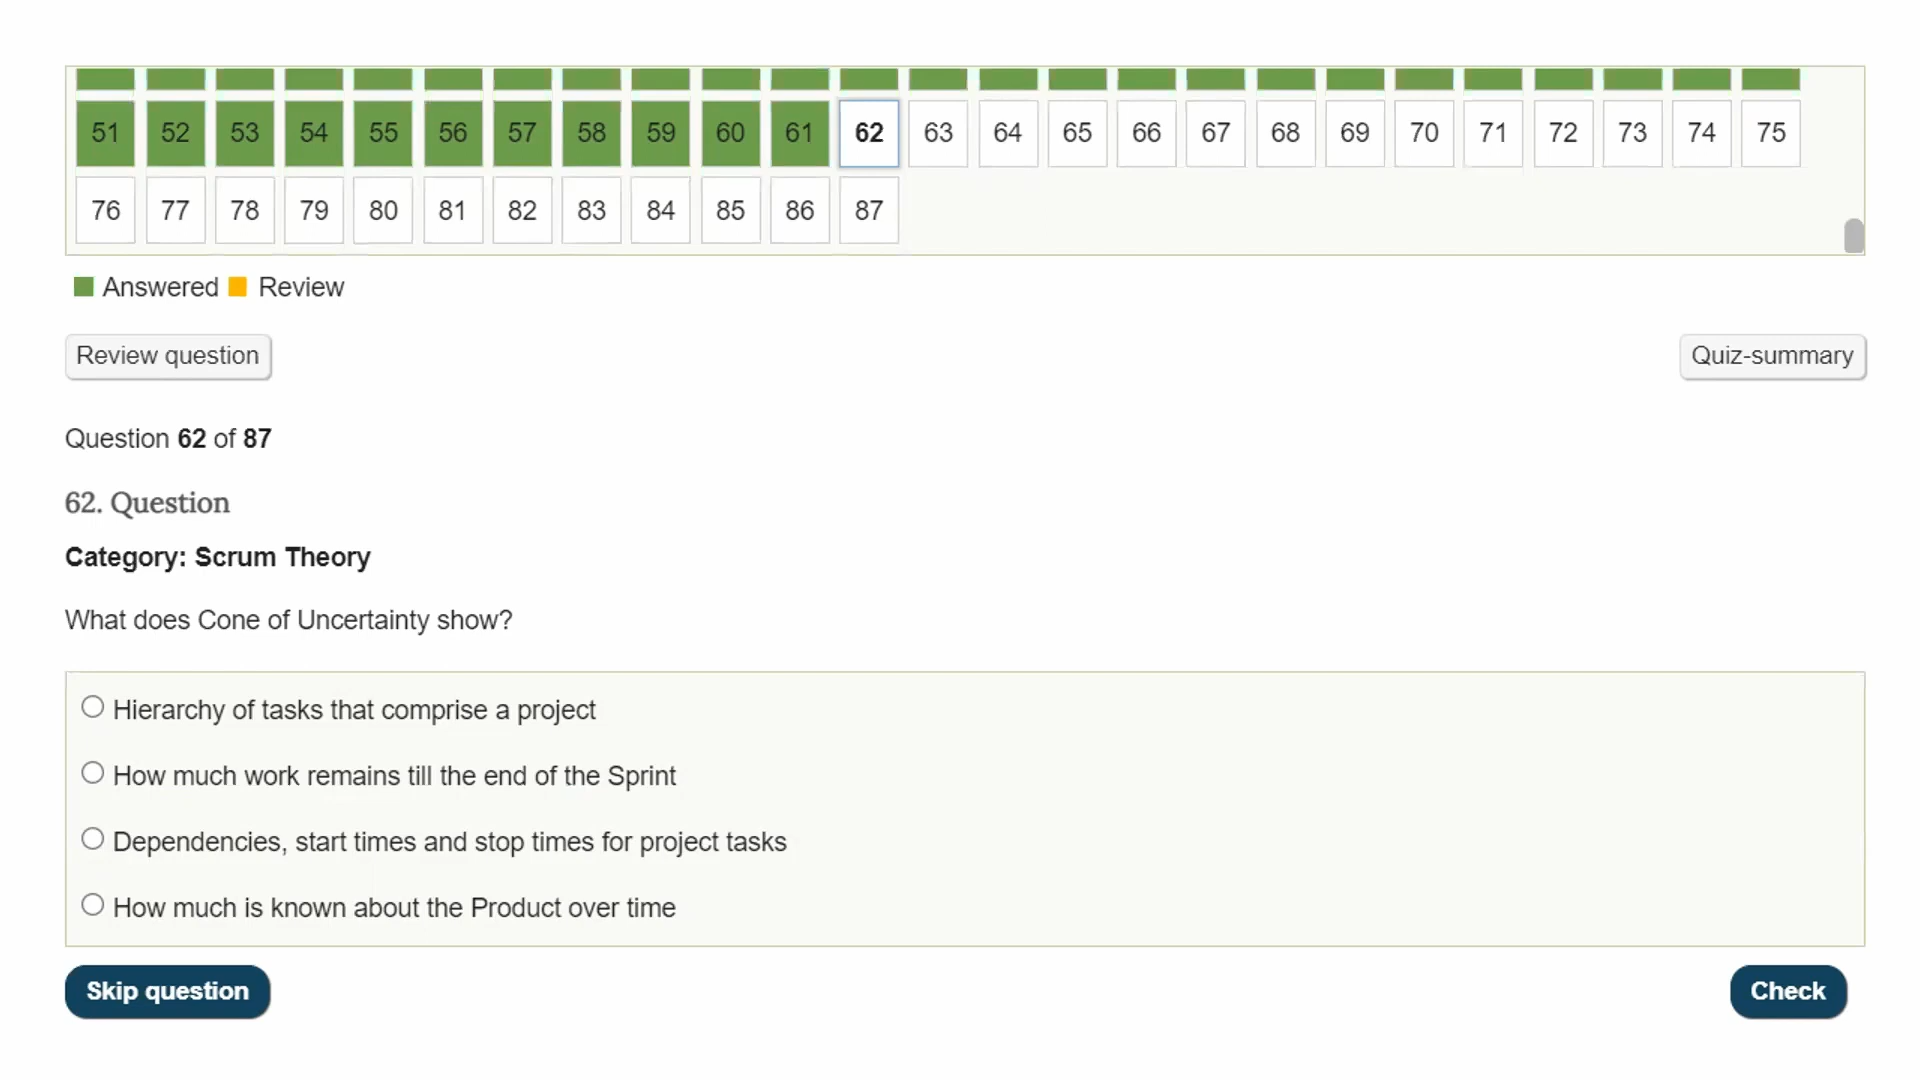 51 52 53 54 55 56 57 58 59 60 61 62 63 64 65 66 67 68 69 70 71 72 73 74 75
76 77 78 79 80 81 82 83 84 85 86 87
Answered Review
Review question Quiz-summary
Question 62 of 87
62. Question
Category: Scrum Theory
What does Cone of Uncertainty show?
Hierarchy of tasks that comprise a project
How much work remains till the end of the Sprint
Dependencies, start times and stop times for project tasks
How much is known about the Product over time
Skip question Check